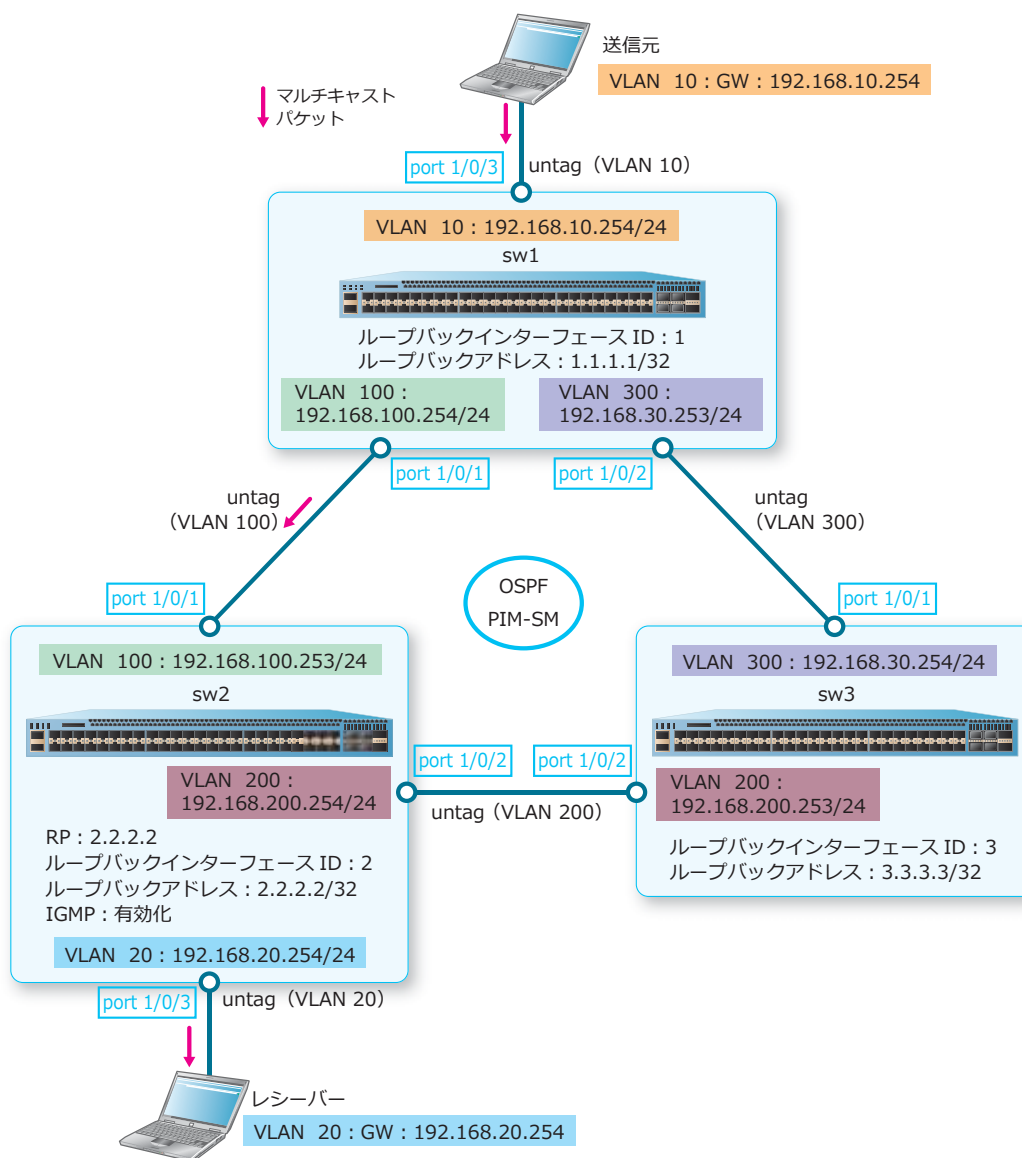 送信元
VLAN 10:GW:192.168.10.254
マルチキャスト
パケット
port 1/0/3
untag(VLAN 10)
VLAN 10:192.168.10.254/24
sw1
ループバックインターフェース ID:1
ループバックアドレス:1.1.1.1/32
VLAN 100:
192.168.100.254/24
VLAN 300:
192.168.30.253/24
port 1/0/1
port 1/0/2
untag
(VLAN 100)
untag
(VLAN 300)
OSPF
PIM-SM
port 1/0/1
port 1/0/1
VLAN 100:192.168.100.253/24
sw2
VLAN 300:192.168.30.254/24
sw3
port 1/0/2
port 1/0/2
VLAN 200:
192.168.200.254/24
untag(VLAN 200)
VLAN 200:
192.168.200.253/24
RP:2.2.2.2
ループバックインターフェース ID:2
ループバックアドレス:2.2.2.2/32
IGMP:有効化
ループバックインターフェース ID:3
ループバックアドレス:3.3.3.3/32
VLAN 20:192.168.20.254/24
port 1/0/3
untag(VLAN 20)
レシーバー
VLAN 20:GW:192.168.20.254